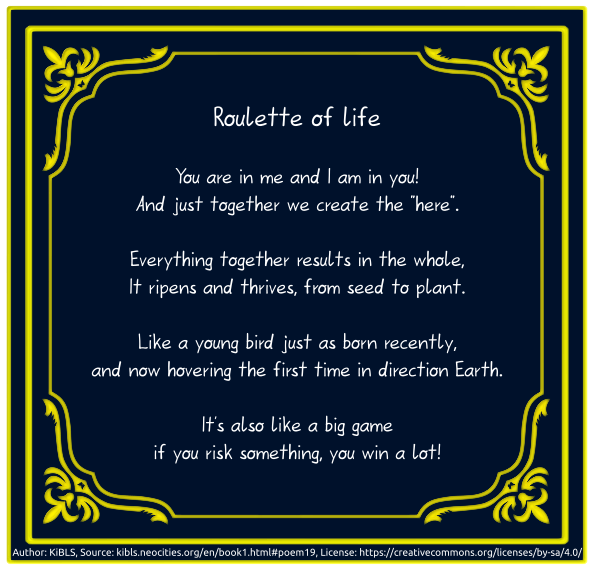 Roulette of life
You are in me and I am in you!
And just together we create the "here".
Everything together results in the whole,
It ripens and thrives, from seed to plant.
Like a young bird just as born recently,
and now hovering the first time in direction Earth.
It's also like a big game
if you risk something, you win a lot!
Author: KiBLS, Source: kibls.neocities.org/en/book1.html#poem19, License: https://creativecommons.org/licenses/by-sa/4.0/